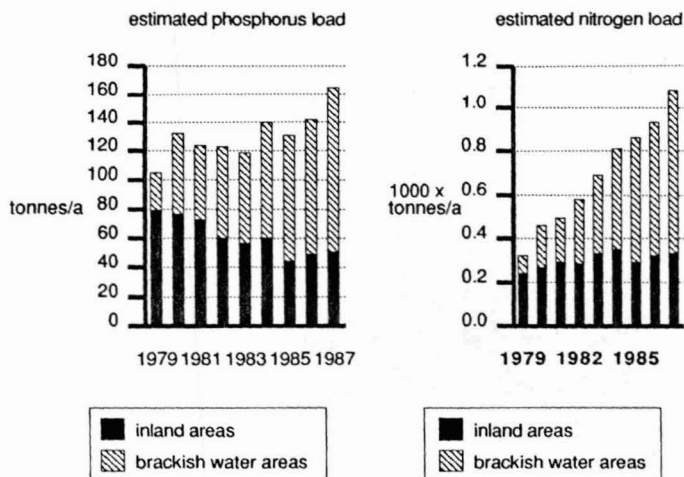 estimated phosphorus load
180
160
140
120
100
80
60
40
20
0
tonnes/a
1979 1981 1983 1985 1987
inland areas
brackish water areas
estimated nitrogen load
1.2
1.0
0.8
0.6
0.4
0.2
0.0
1000 x
tonnes/a
1979 1982 1985
inland areas
brackish water areas